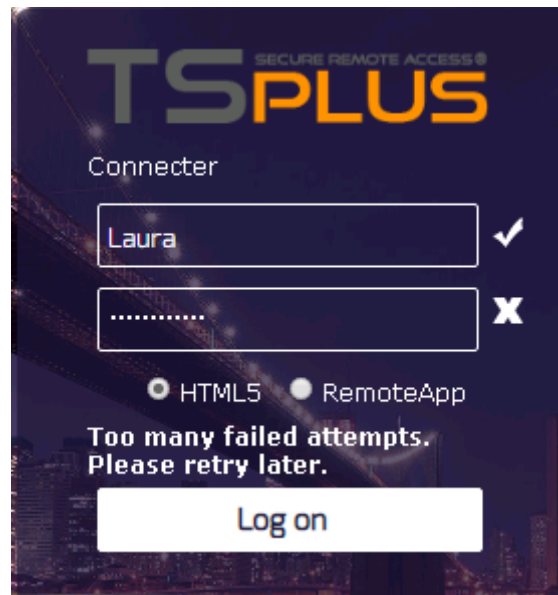 TSPLUS SECURE REMOTE ACCESS®
Connecter
Laura
••••••••••••
HTML5 RemoteApp
Too many failed attempts.
Please retry later.
Log on